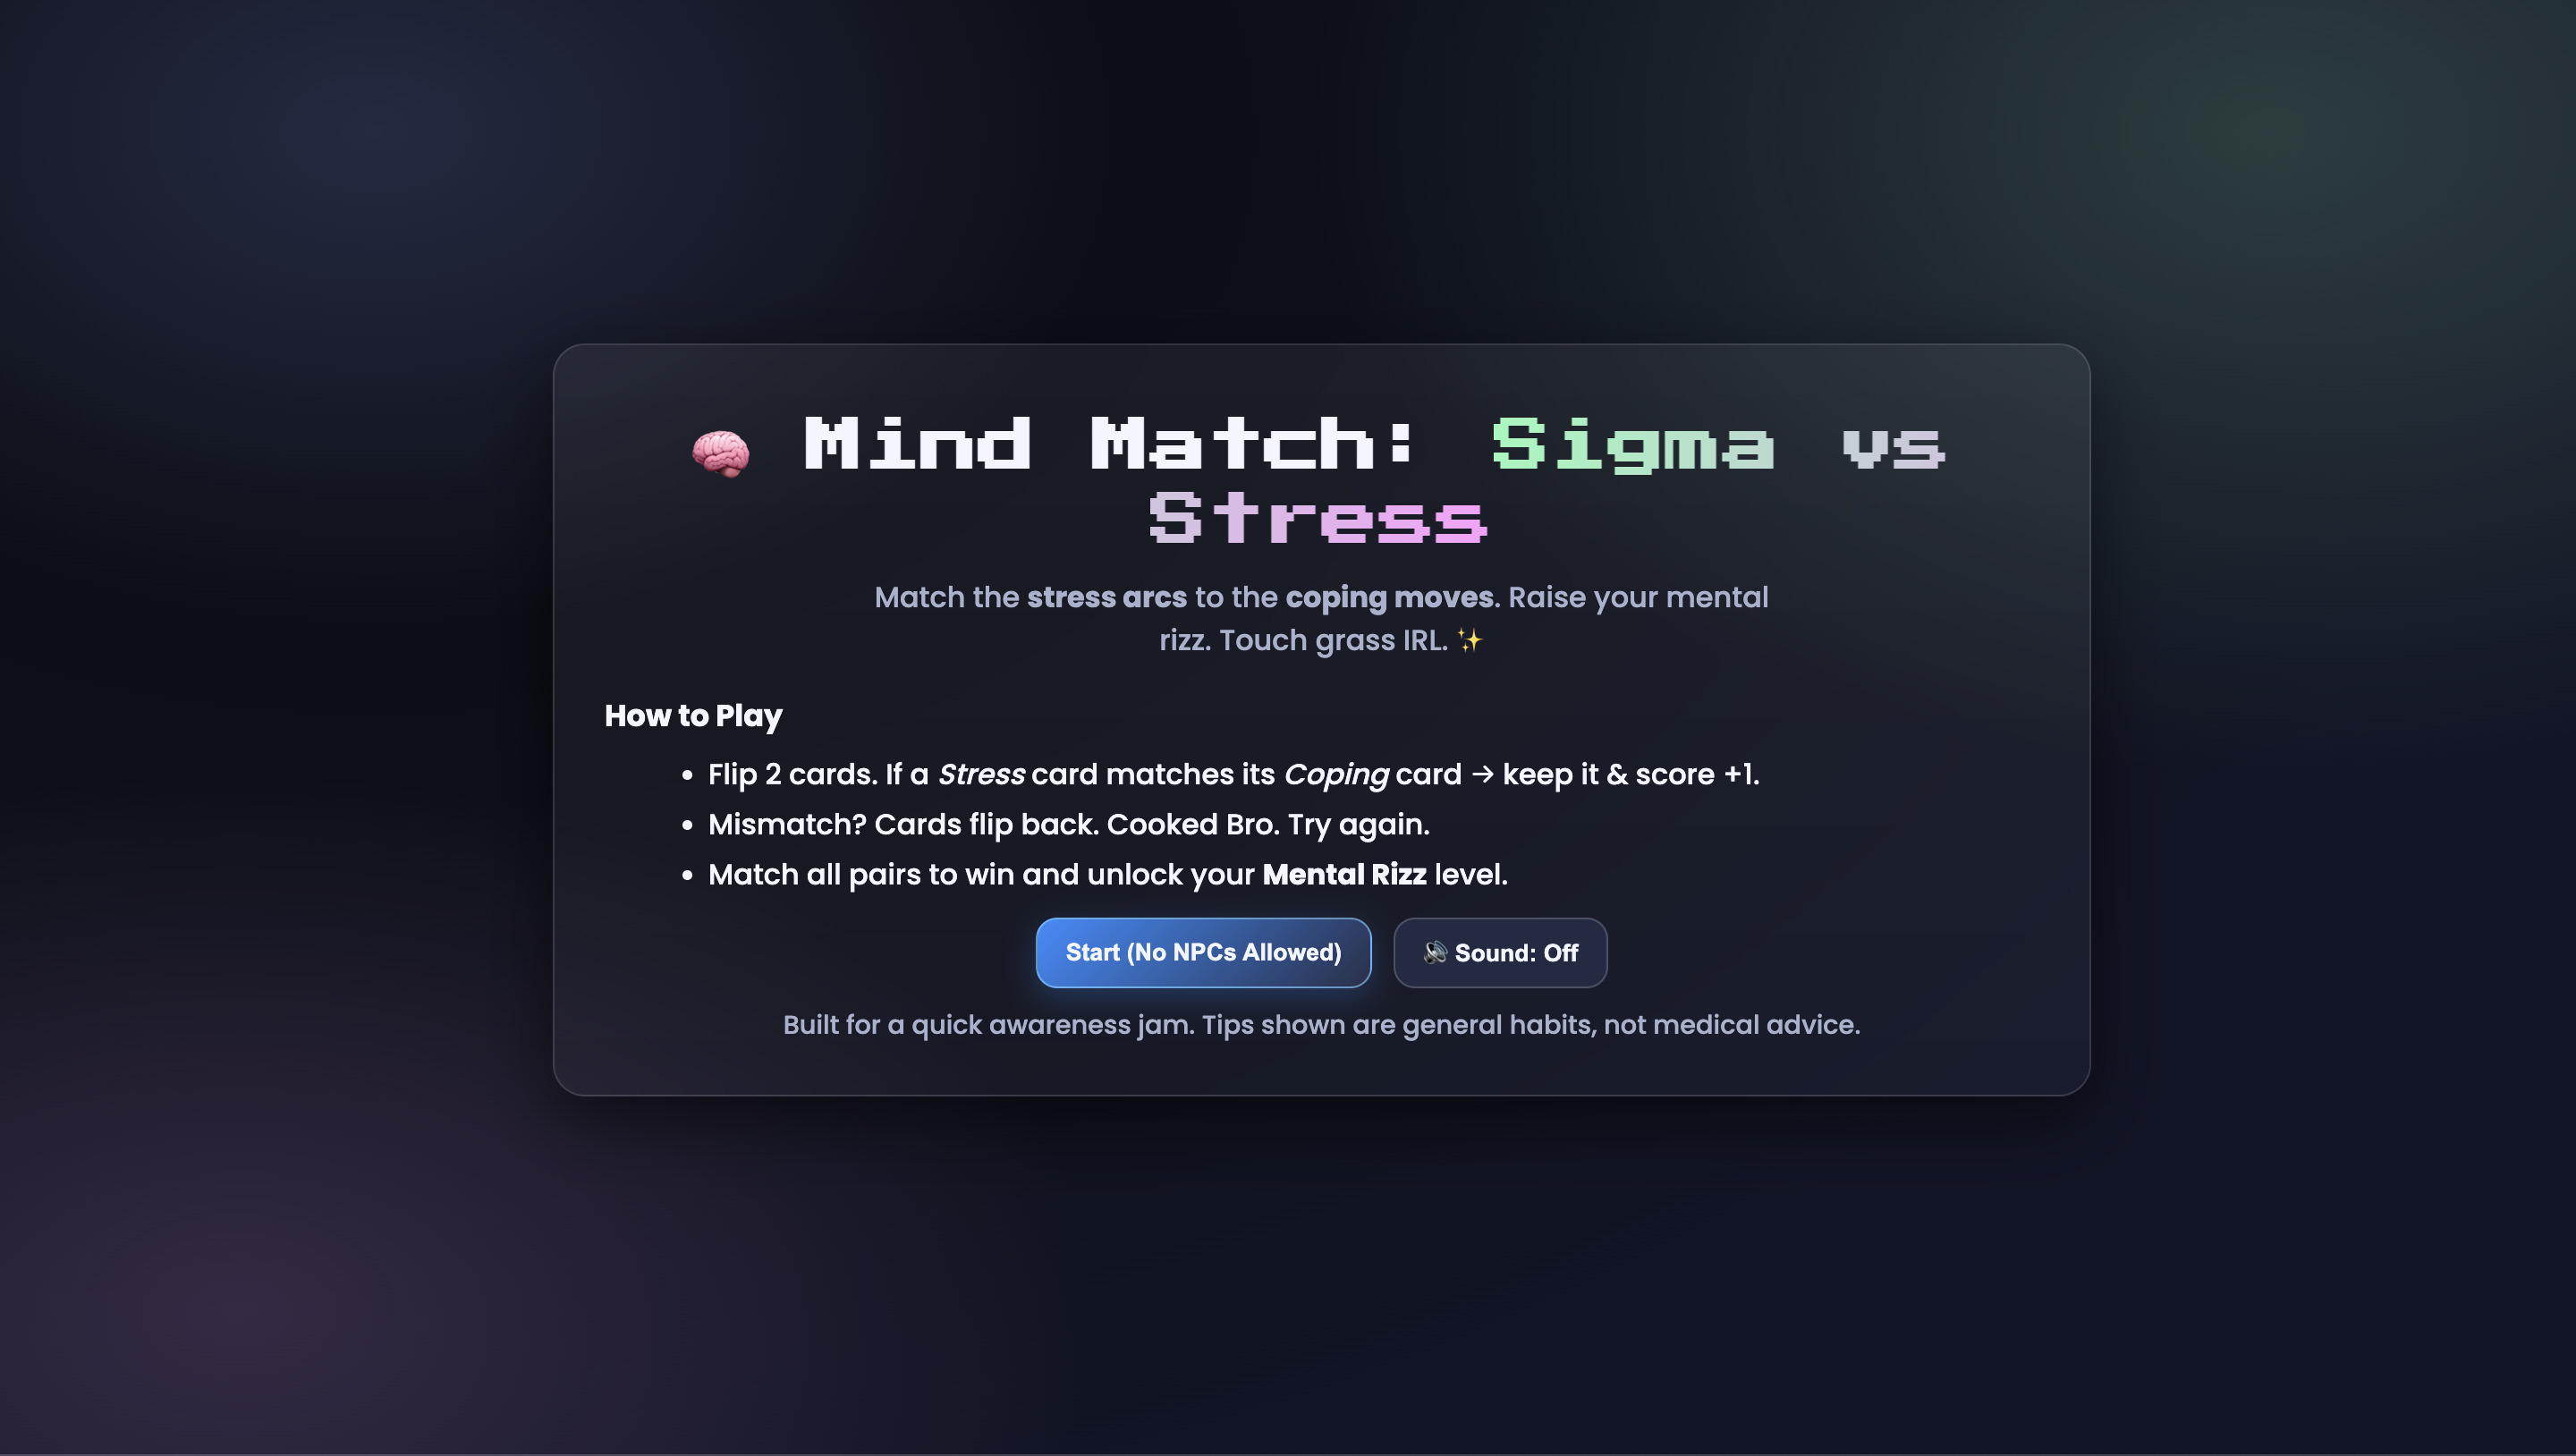 🧠 Mind Match: Sigma vs
Stress
Match the stress arcs to the coping moves. Raise your mental
rizz. Touch grass IRL. ✨
How to Play
• Flip 2 cards. If a Stress card matches its Coping card → keep it & score +1.
• Mismatch? Cards flip back. Cooked Bro. Try again.
• Match all pairs to win and unlock your Mental Rizz level.
Start (No NPCs Allowed)
🔊 Sound: Off
Built for a quick awareness jam. Tips shown are general habits, not medical advice.